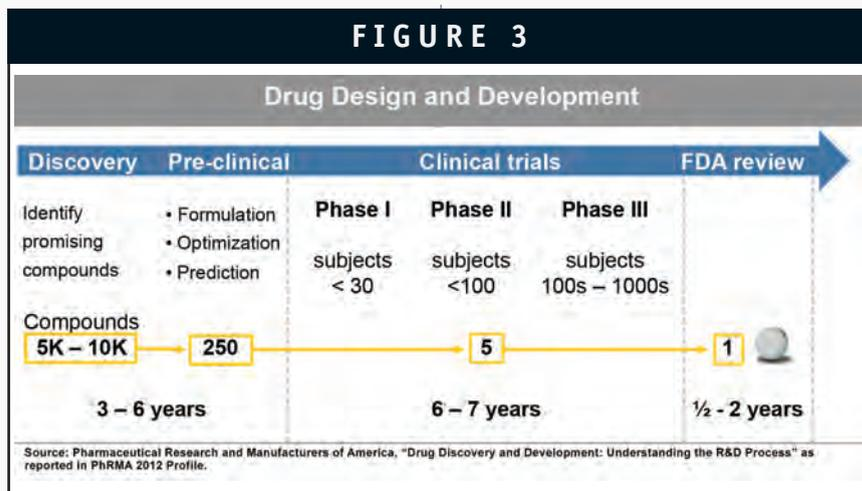 FIGURE 3
Drug Design and Development
Discovery Pre-clinical Clinical trials FDA review
Identify
promising
compounds
• Formulation
• Optimization
• Prediction
Phase I
subjects
< 30
Phase II
subjects
<100
Phase III
subjects
100s – 1000s
Compounds
5K – 10K 250 5 1
3 – 6 years 6 – 7 years ½ - 2 years
Source: Pharmaceutical Research and Manufacturers of America, "Drug Discovery and Development: Understanding the R&D Process" as
reported in PhRMA 2012 Profile.